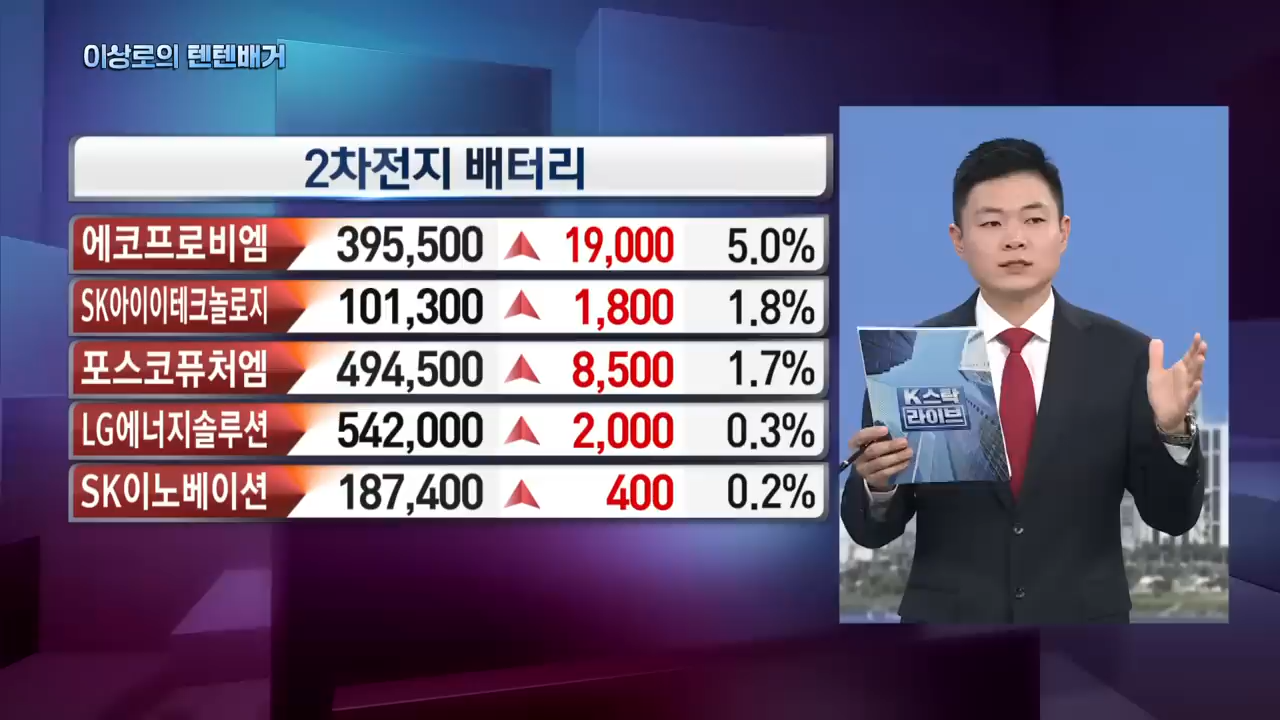 이상로의 텐텐배거
2차전지 배터리
에코프로비엠 395,500 ▲ 19,000 5.0%
SK아이이테크놀로지 101,300 ▲ 1,800 1.8%
포스코퓨처엠 494,500 ▲ 8,500 1.7%
LG에너지솔루션 542,000 ▲ 2,000 0.3%
SK이노베이션 187,400 ▲ 400 0.2%
K스탁
라이브